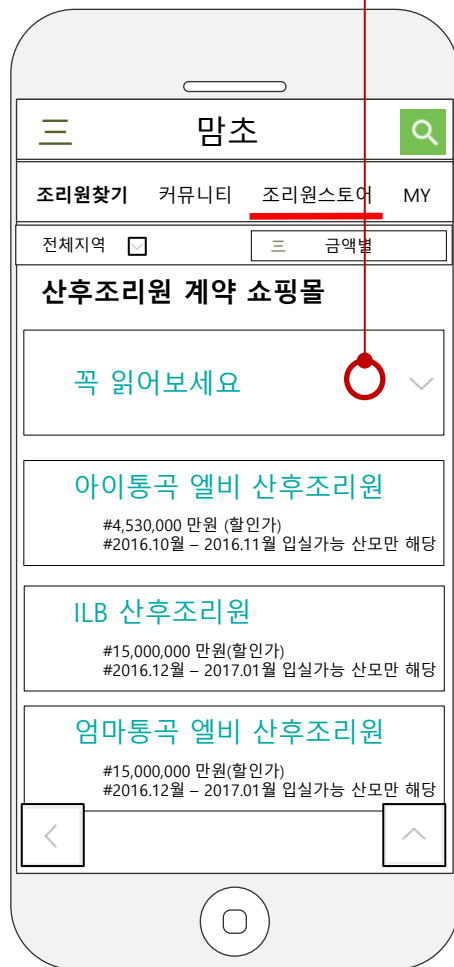 三 맘초
조리원찾기 커뮤니티 조리원스토어 MY
전체지역 三 금액별
산후조리원 계약 쇼핑몰
꼭 읽어보세요
아이통곡 엘비 산후조리원
#4,530,000 만원 (할인가)
#2016.10월 – 2016.11월 입실가능 산모만 해당
ILB 산후조리원
#15,000,000 만원(할인가)
#2016.12월 – 2017.01월 입실가능 산모만 해당
엄마통곡 엘비 산후조리원
#15,000,000 만원(할인가)
#2016.12월 – 2017.01월 입실가능 산모만 해당